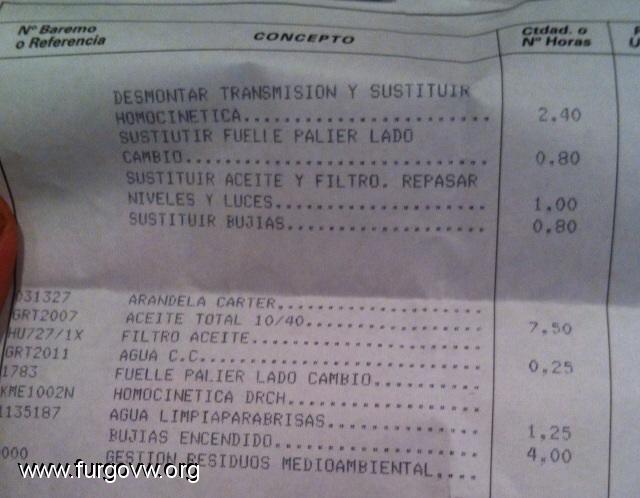 Nº Baremo
o Referencia
CONCEPTO
Ctdad. o
Nº Horas
DESMONTAR TRANSMISION Y SUSTITUIR
HOMOCINETICA........................ 2.40
SUSTIUTIR FUELLE PALIER LADO
CAMBIO.............................. 0.80
SUSTITUIR ACEITE Y FILTRO. REPASAR
NIVELES Y LUCES..................... 1.00
SUSTITUIR BUJIAS.................... 0.80
031327 ARANDELA CARTER....................
GRT2007 ACEITE TOTAL 10/40................. 7.50
HU727/1X FILTRO ACEITE......................
GRT2011 AGUA C.C........................... 0.25
1783 FUELLE PALIER LADO CAMBIO..........
KME1002N HOMOCINETICA DRCH..................
1135187 AGUA LIMPIAPARABRISAS.............. 1.25
BUJIAS ENCENDIDO................... 4.00
000 GESTION RESIDUOS MEDIOAMBIENTAL....
www.furgovw.org